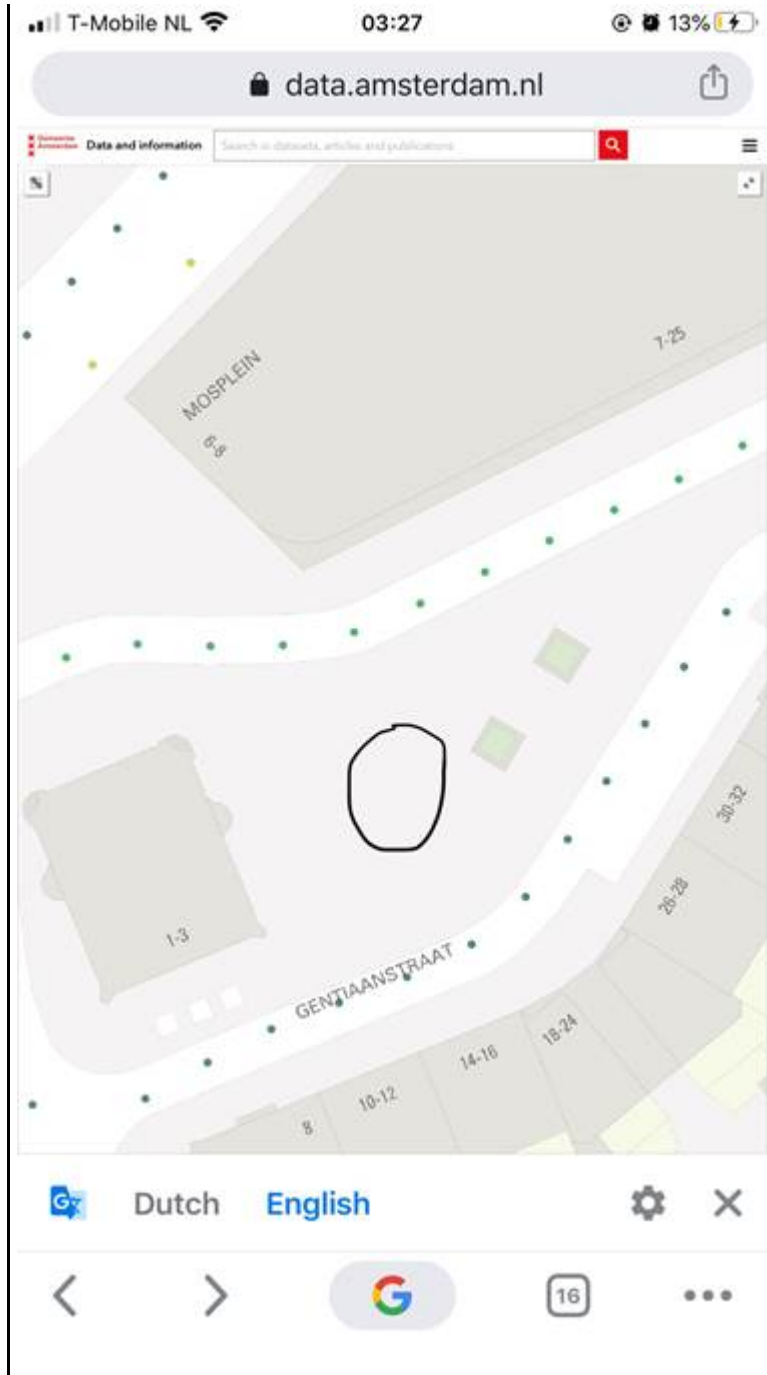 T-Mobile NL 03:27 13%
data.amsterdam.nl
Gemeente
Amsterdam
Data and information
Search in datasets, articles and publications
MOSPLEIN
6-8
7-25
1-3
GENTIAANSTRAAT
30-32
26-28
18-24
14-16
10-12
8
Dutch English
G 16